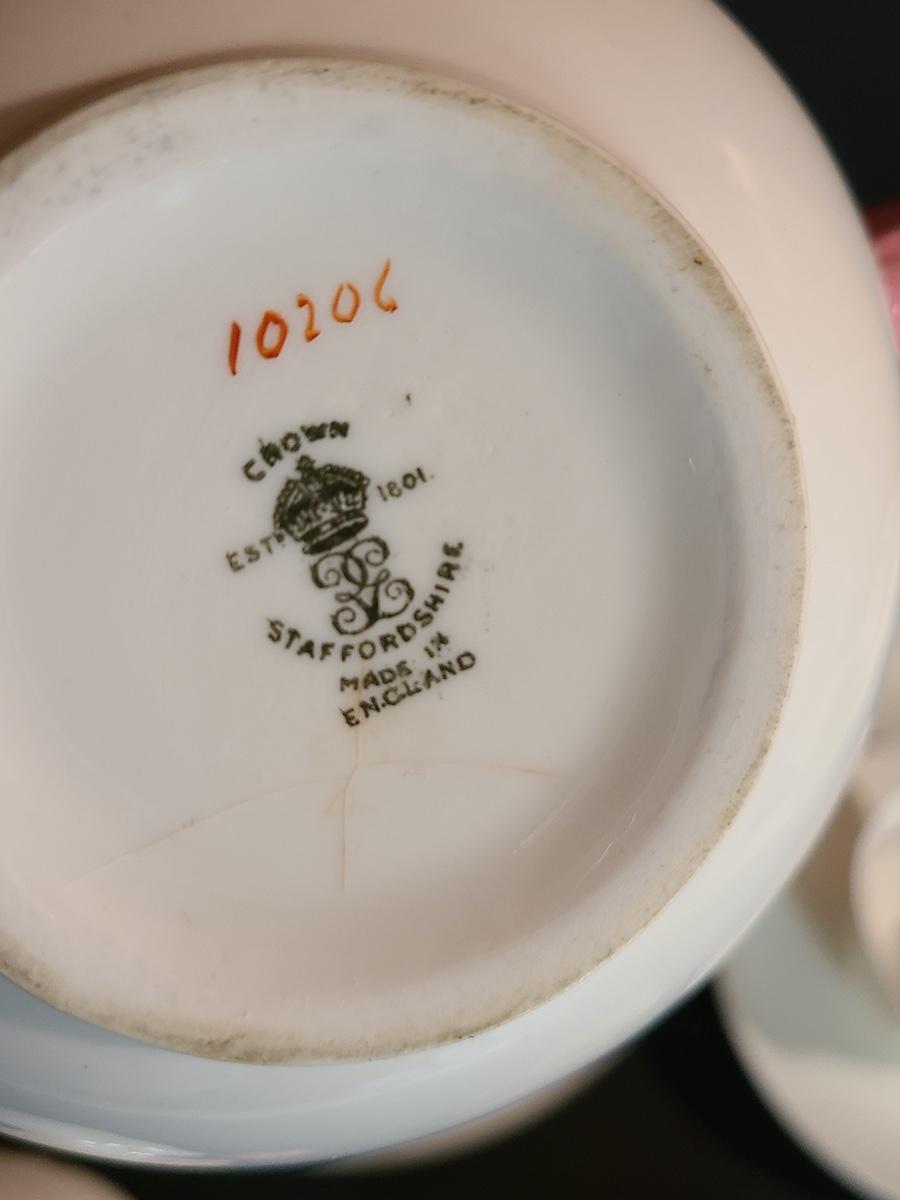 10206
CROWN
ESTD 1801.
STAFFORDSHIRE
MADE IN
ENGLAND